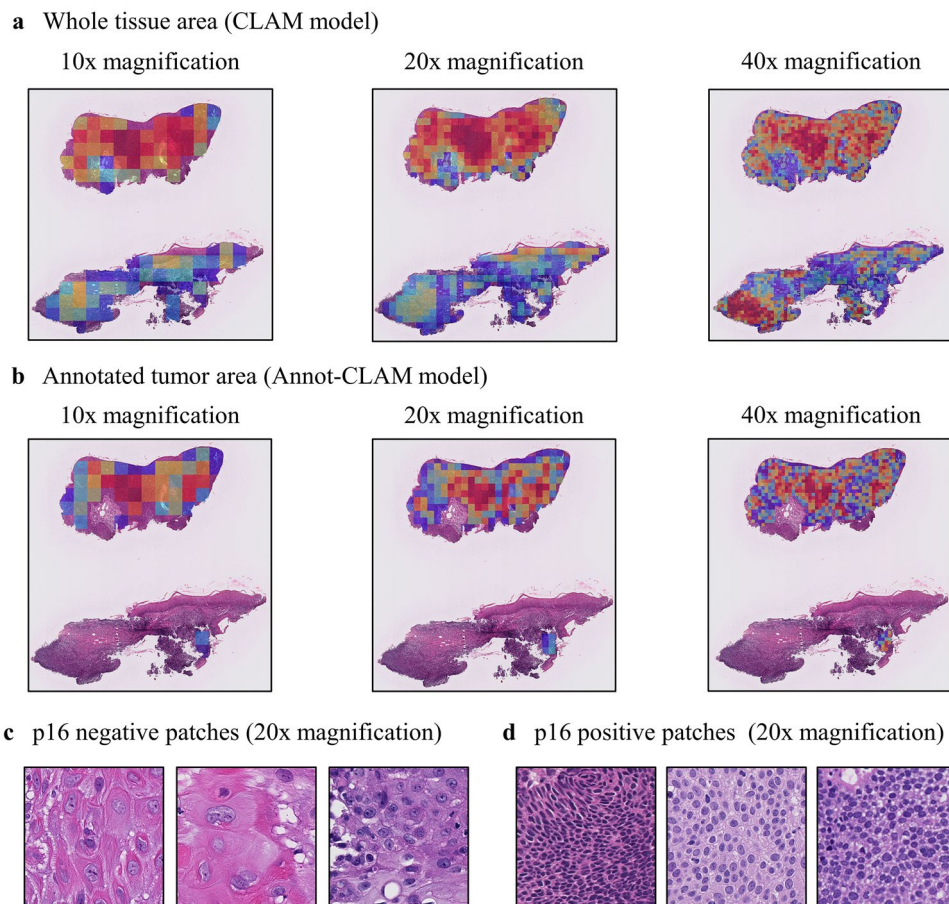 a Whole tissue area (CLAM model)
10x magnification
20x magnification
40x magnification
b Annotated tumor area (Annot-CLAM model)
10x magnification
20x magnification
40x magnification
c p16 negative patches (20x magnification)
d p16 positive patches (20x magnification)